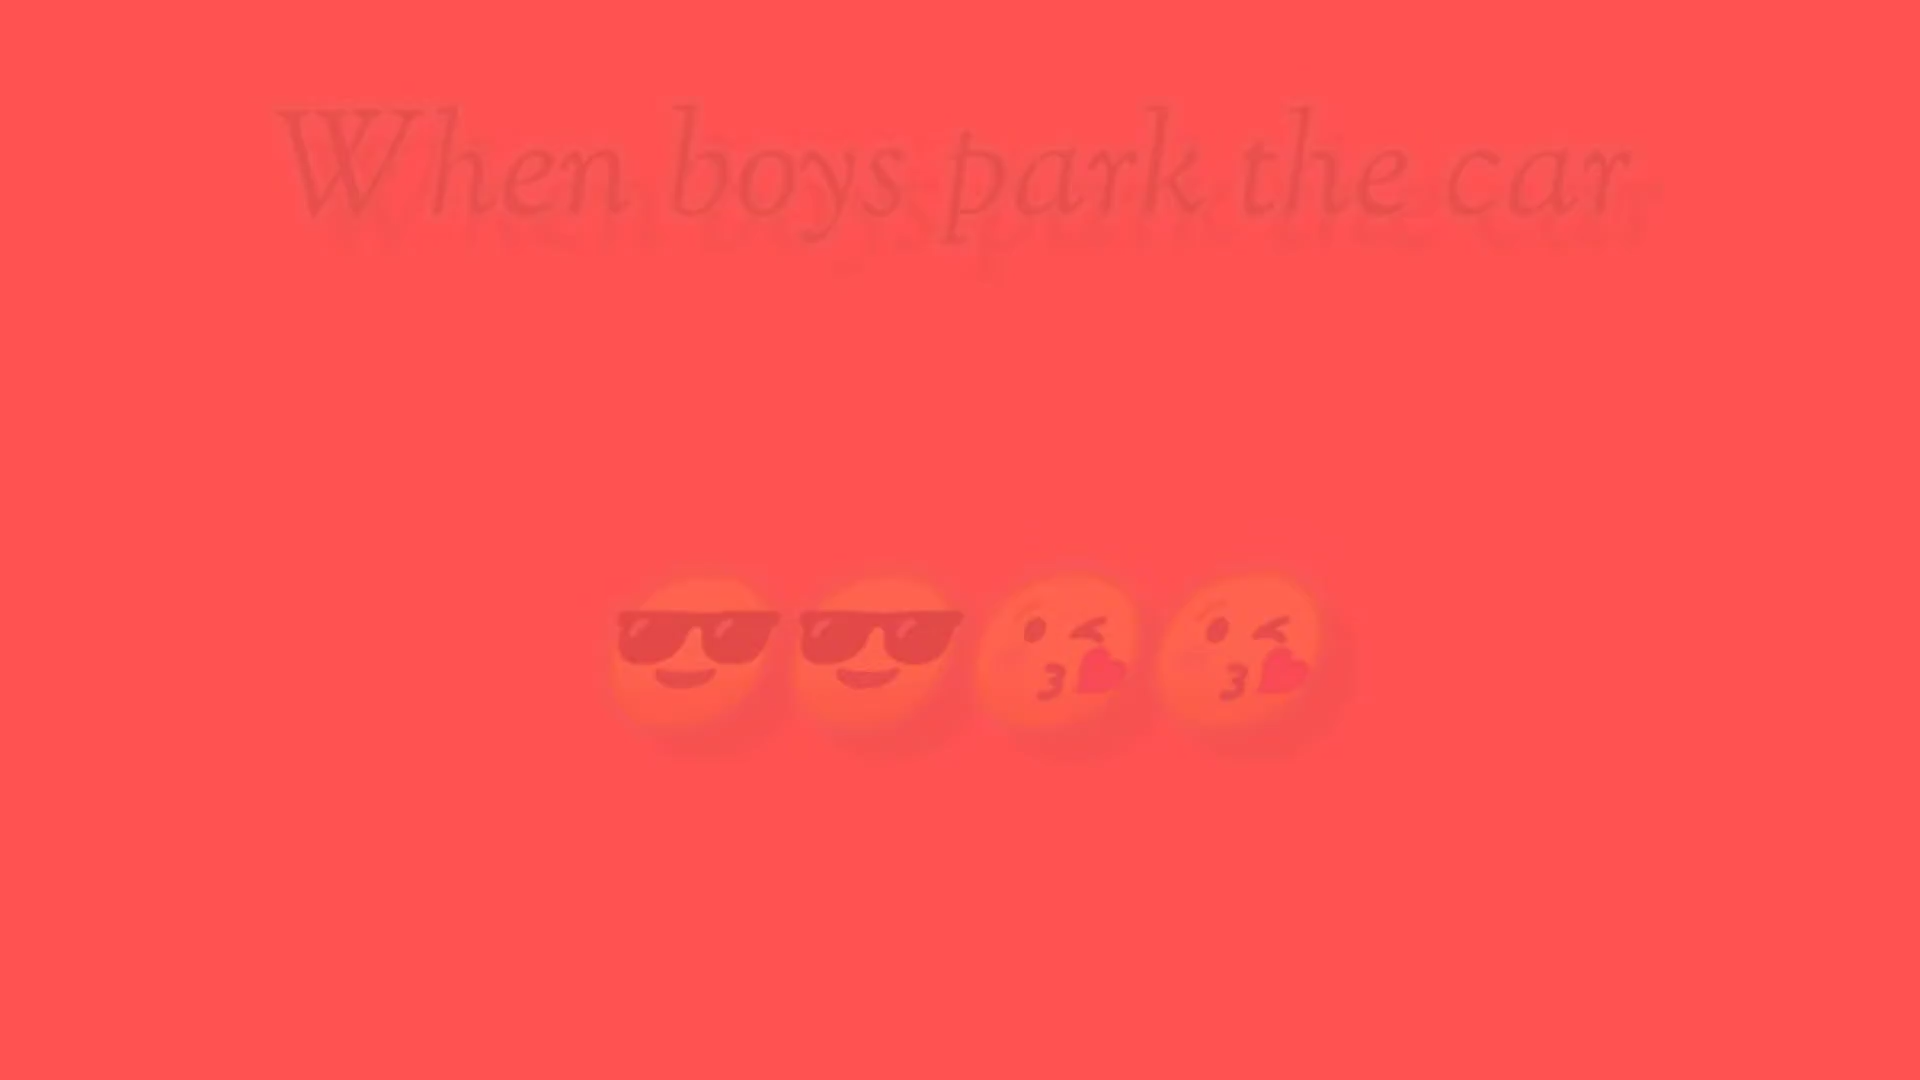 When boys park the car
😎😎😘😘